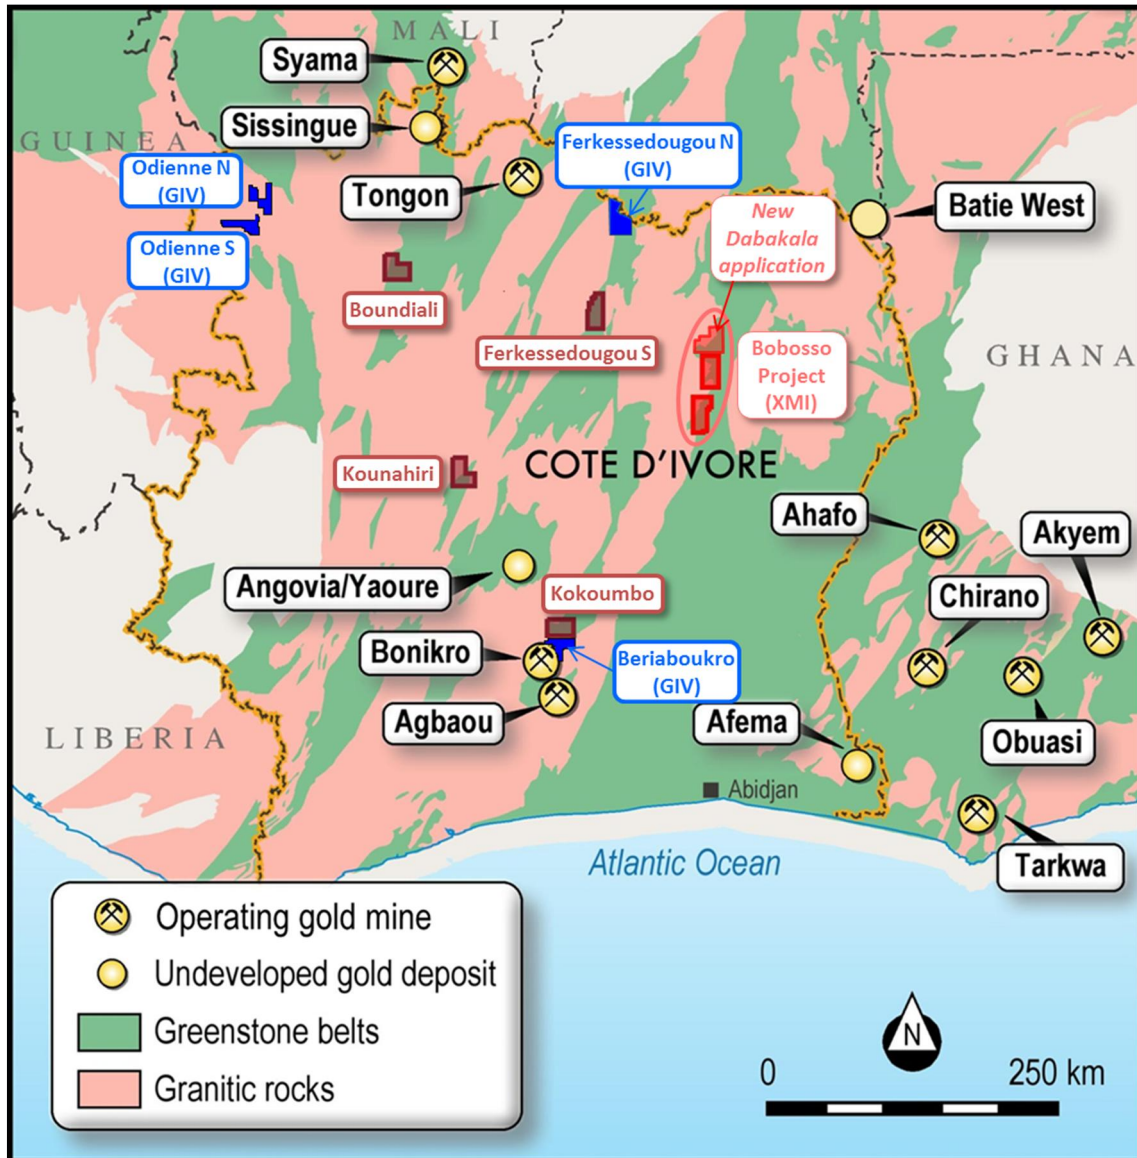 MALI
Syama
Sissingue
GUINEA
Ferkessedougou N
(GIV)
Odienne N
(GIV)
Tongon
Batie West
New
Dabakala
application
Odienne S
(GIV)
Boundiali
Ferkessedougou S
Bobosso
Project
(XMI)
GHANA
COTE D'IVORE
Kounahiri
Ahafo
Akyem
Angovia/Yaoure
Kokoumbo
Chirano
Bonikro
Beriaboukro
(GIV)
Agbaou
Afema
Obuasi
LIBERIA
Abidjan
Tarkwa
Atlantic Ocean
Operating gold mine
Undeveloped gold deposit
Greenstone belts
Granitic rocks
N
0 250 km